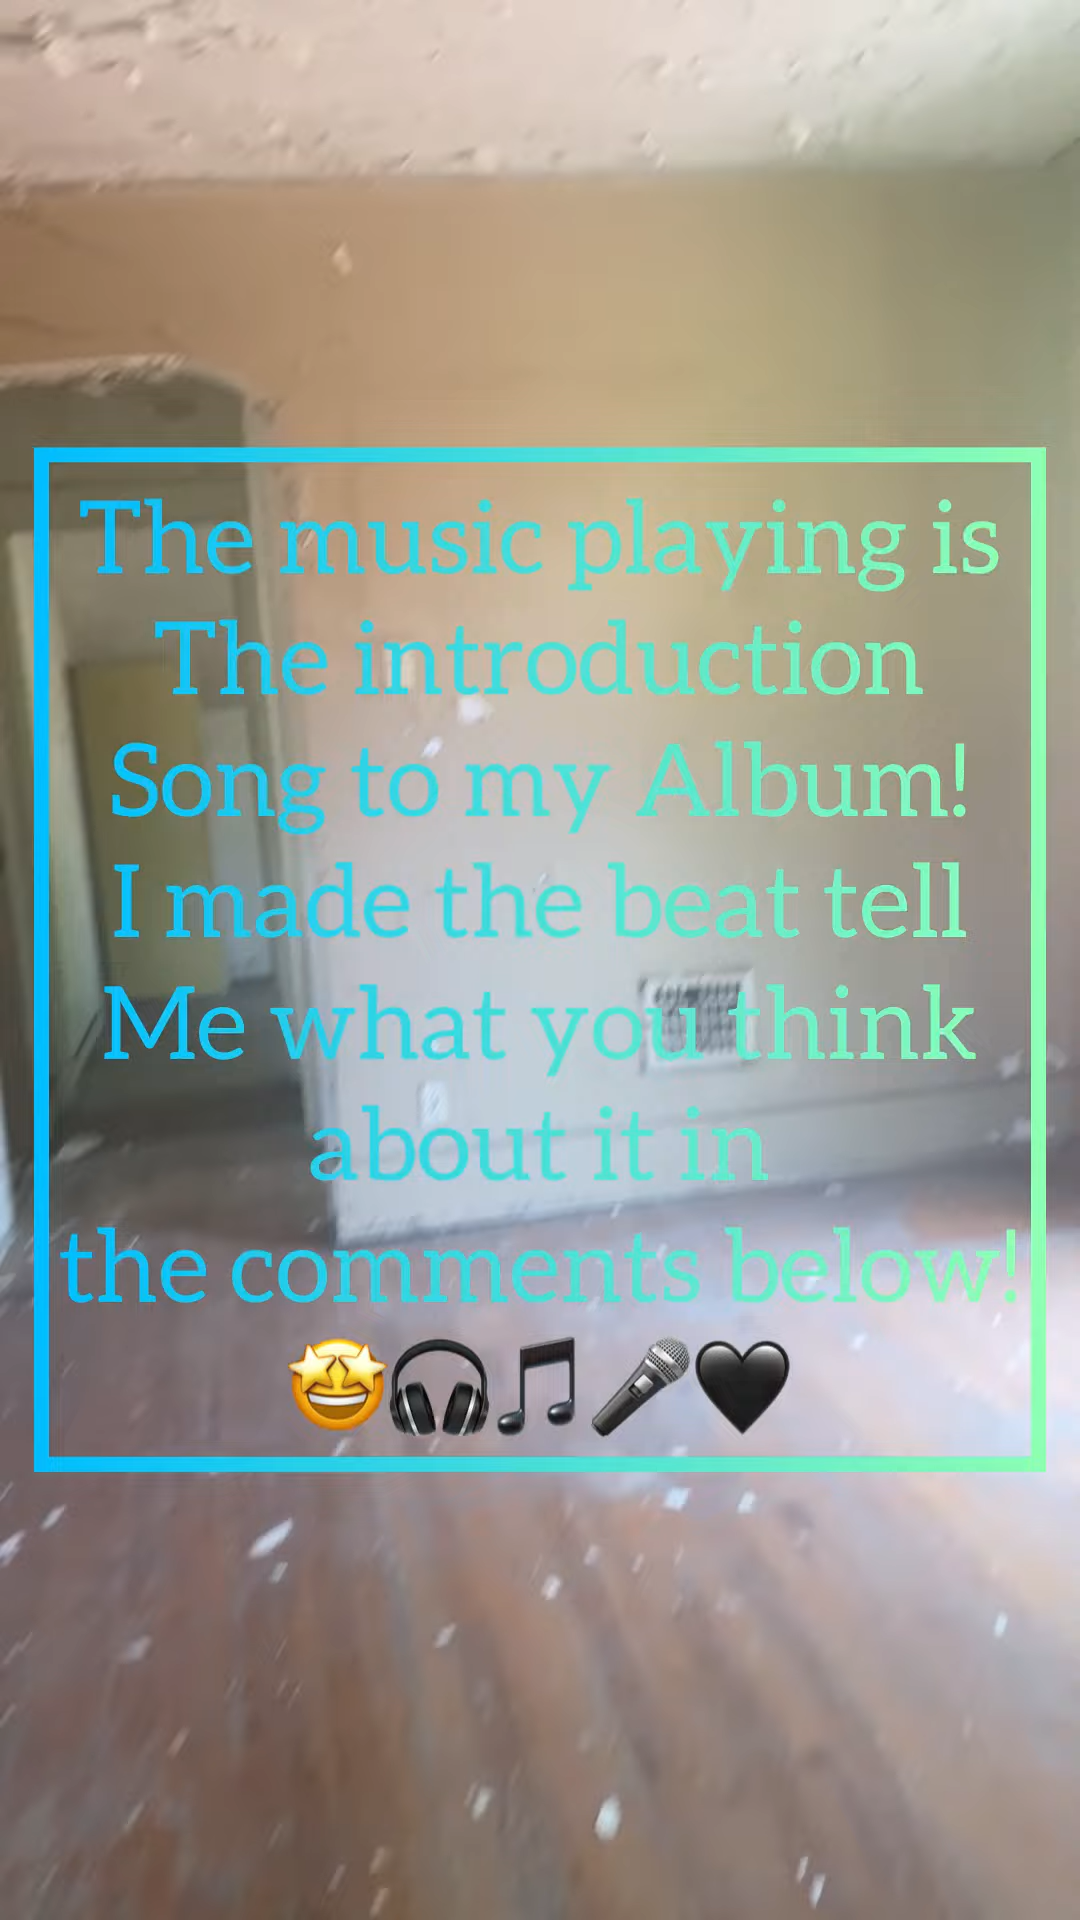 The music playing is
The introduction
Song to my Album!
I made the beat tell
Me what you think
about it in
the comments below!
🤩🎧🎵🎤🖤